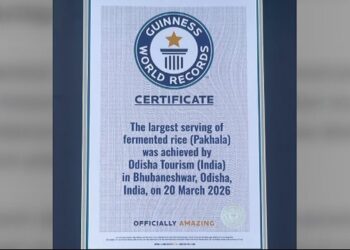 GUINNESS
WORLD RECORDS
CERTIFICATE
The largest serving of
fermented rice (Pakhala)
was achieved by
Odisha Tourism (India)
in Bhubaneshwar, Odisha,
India, on 20 March 2026
OFFICIALLY AMAZING